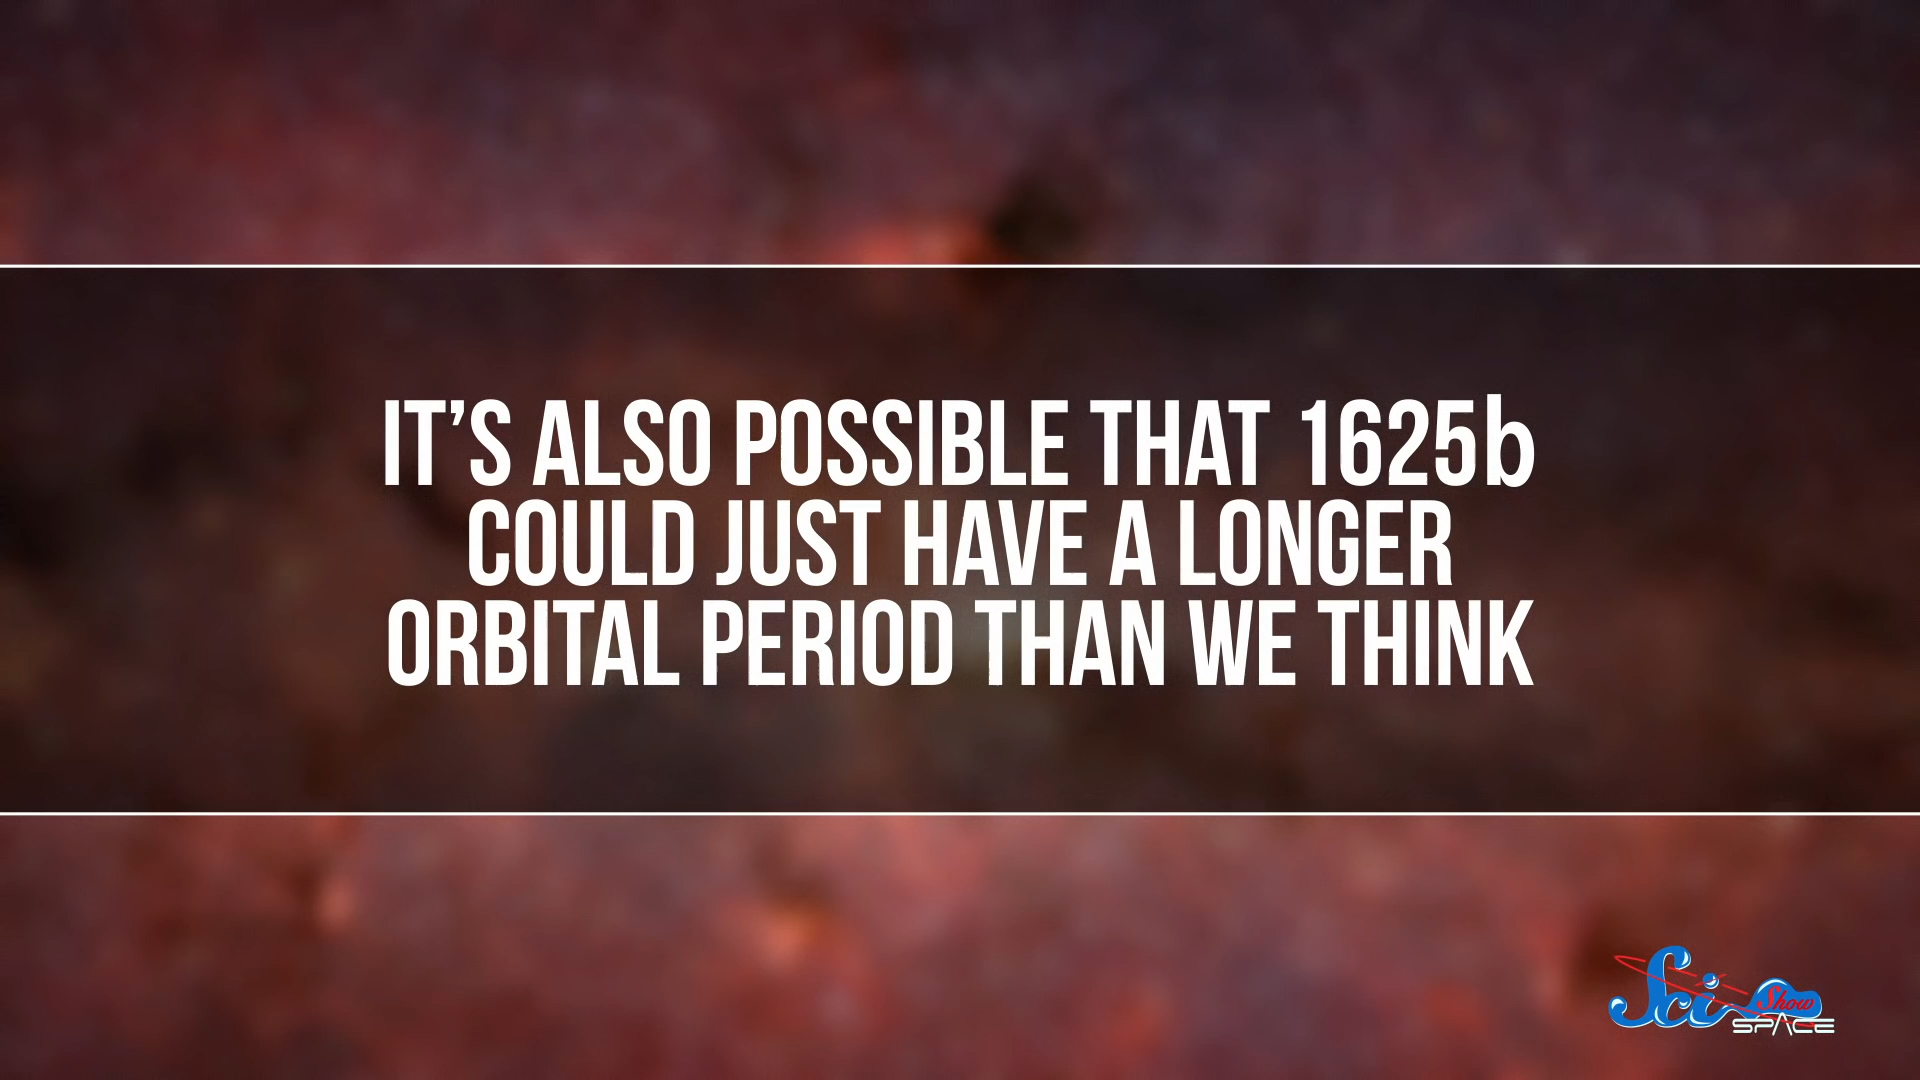 IT'S ALSO POSSIBLE THAT 1625b
COULD JUST HAVE A LONGER
ORBITAL PERIOD THAN WE THINK
Sci Show
SPACE